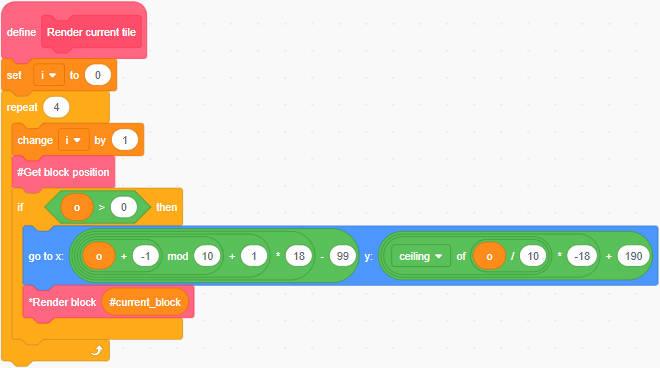 define Render current tile
set i to 0
repeat 4
change i by 1
#Get block position
if o > 0 then
go to x: o + -1 mod 10 + 1 * 18 - 99 y: ceiling of o / 10 * -18 + 190
*Render block #current_block